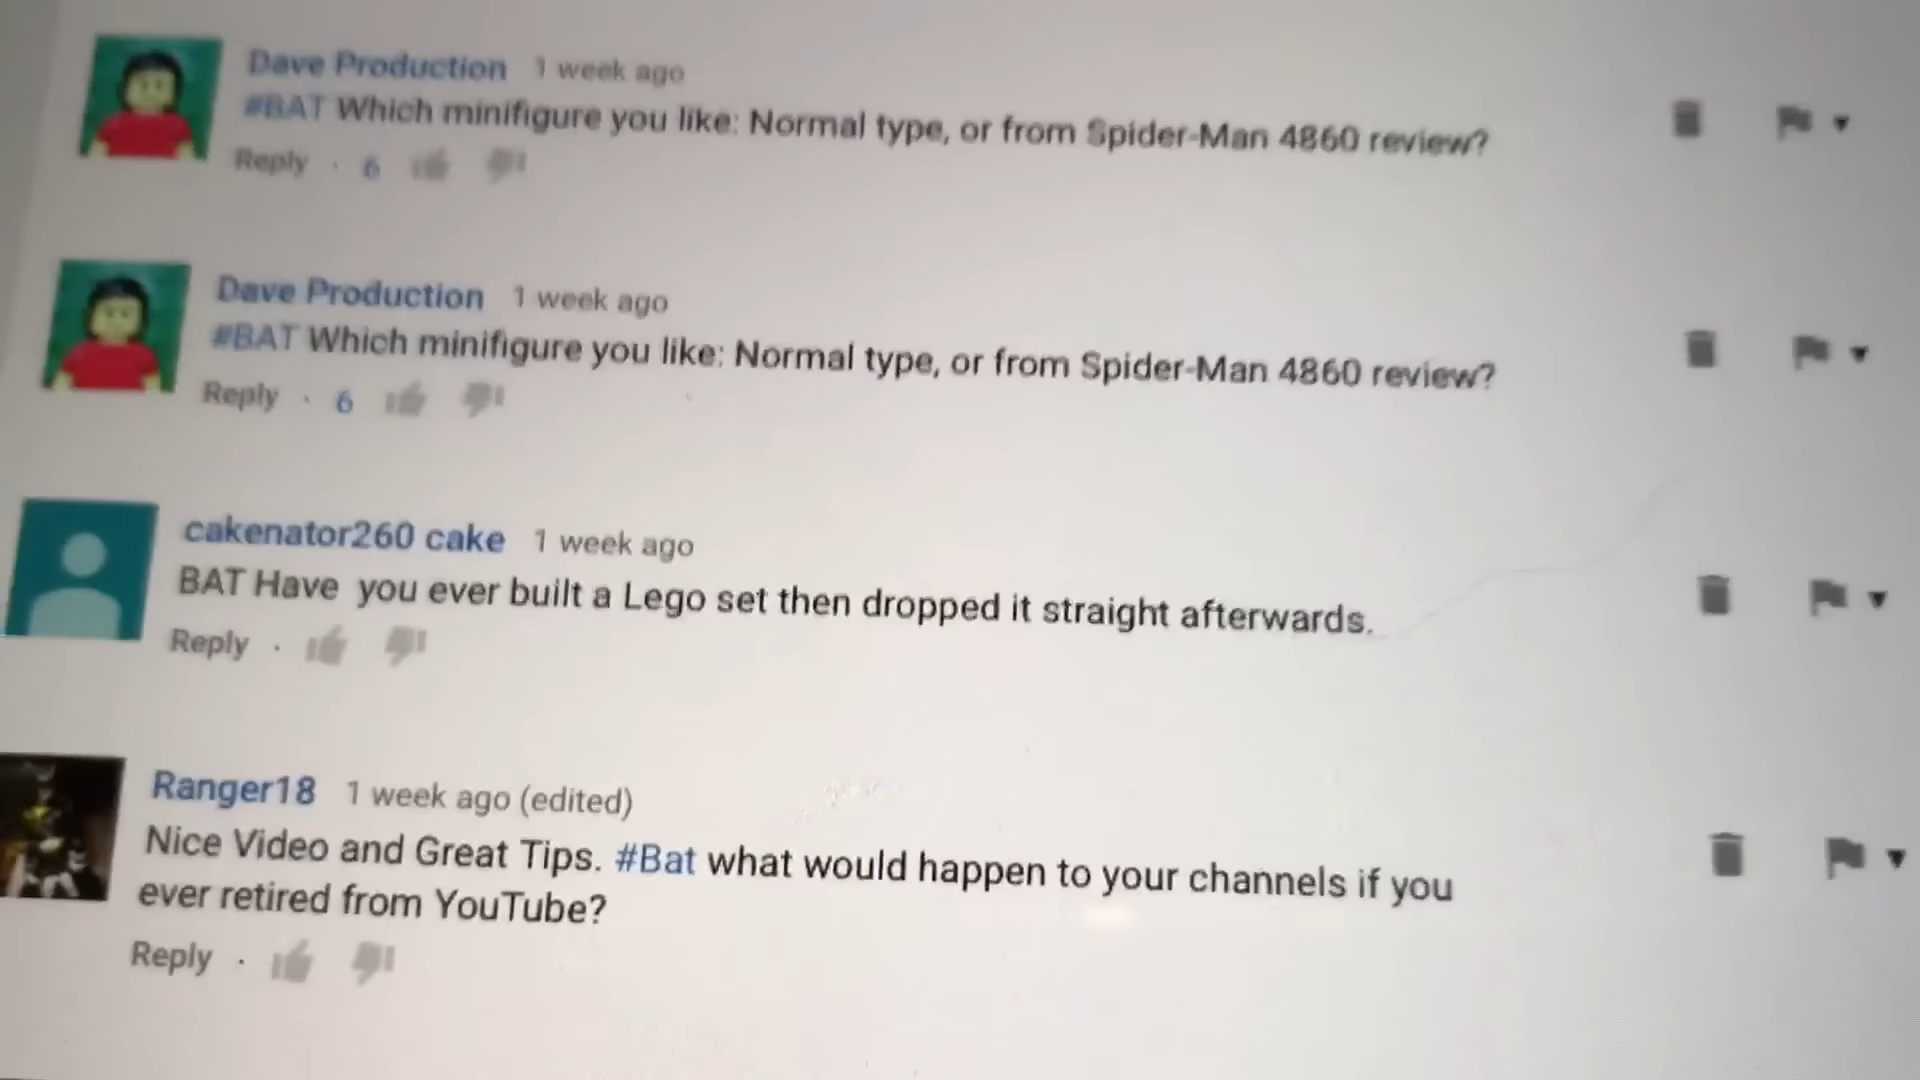 Dave Production 1 week ago
#BAT Which minifigure you like: Normal type, or from Spider-Man 4860 review?
Reply · 6
Dave Production 1 week ago
#BAT Which minifigure you like: Normal type, or from Spider-Man 4860 review?
Reply · 6
cakenator260 cake 1 week ago
BAT Have you ever built a Lego set then dropped it straight afterwards.
Reply ·
Ranger18 1 week ago (edited)
Nice Video and Great Tips. #Bat what would happen to your channels if you
ever retired from YouTube?
Reply ·